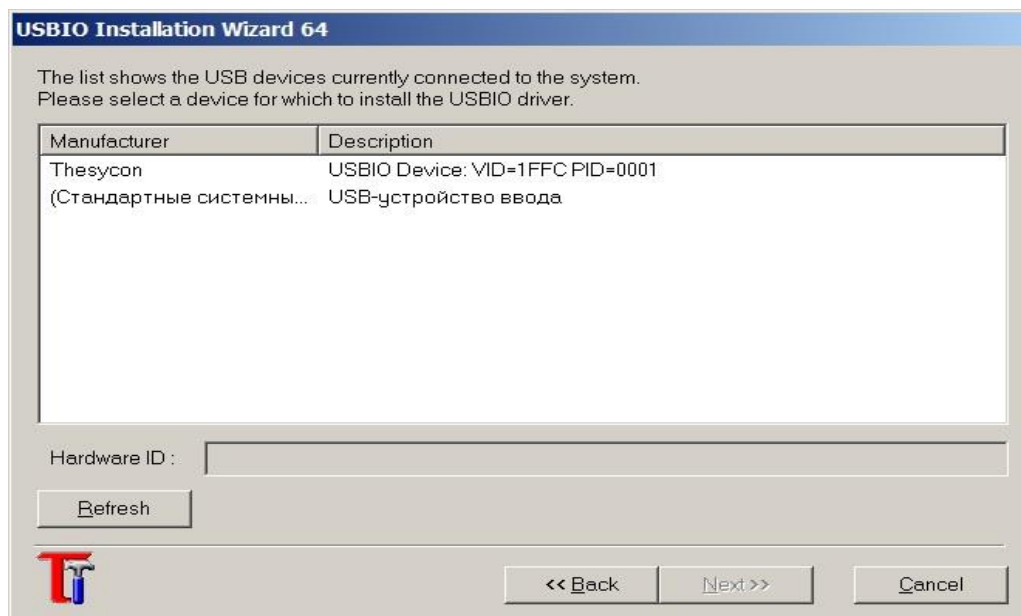 USBIO Installation Wizard 64
The list shows the USB devices currently connected to the system.
Please select a device for which to install the USBIO driver.
Manufacturer Description
Thesycon USBIO Device: VID=1FFC PID=0001
(Стандартные системны... USB-устройство ввода
Hardware ID :
Refresh
<< Back Next >> Cancel